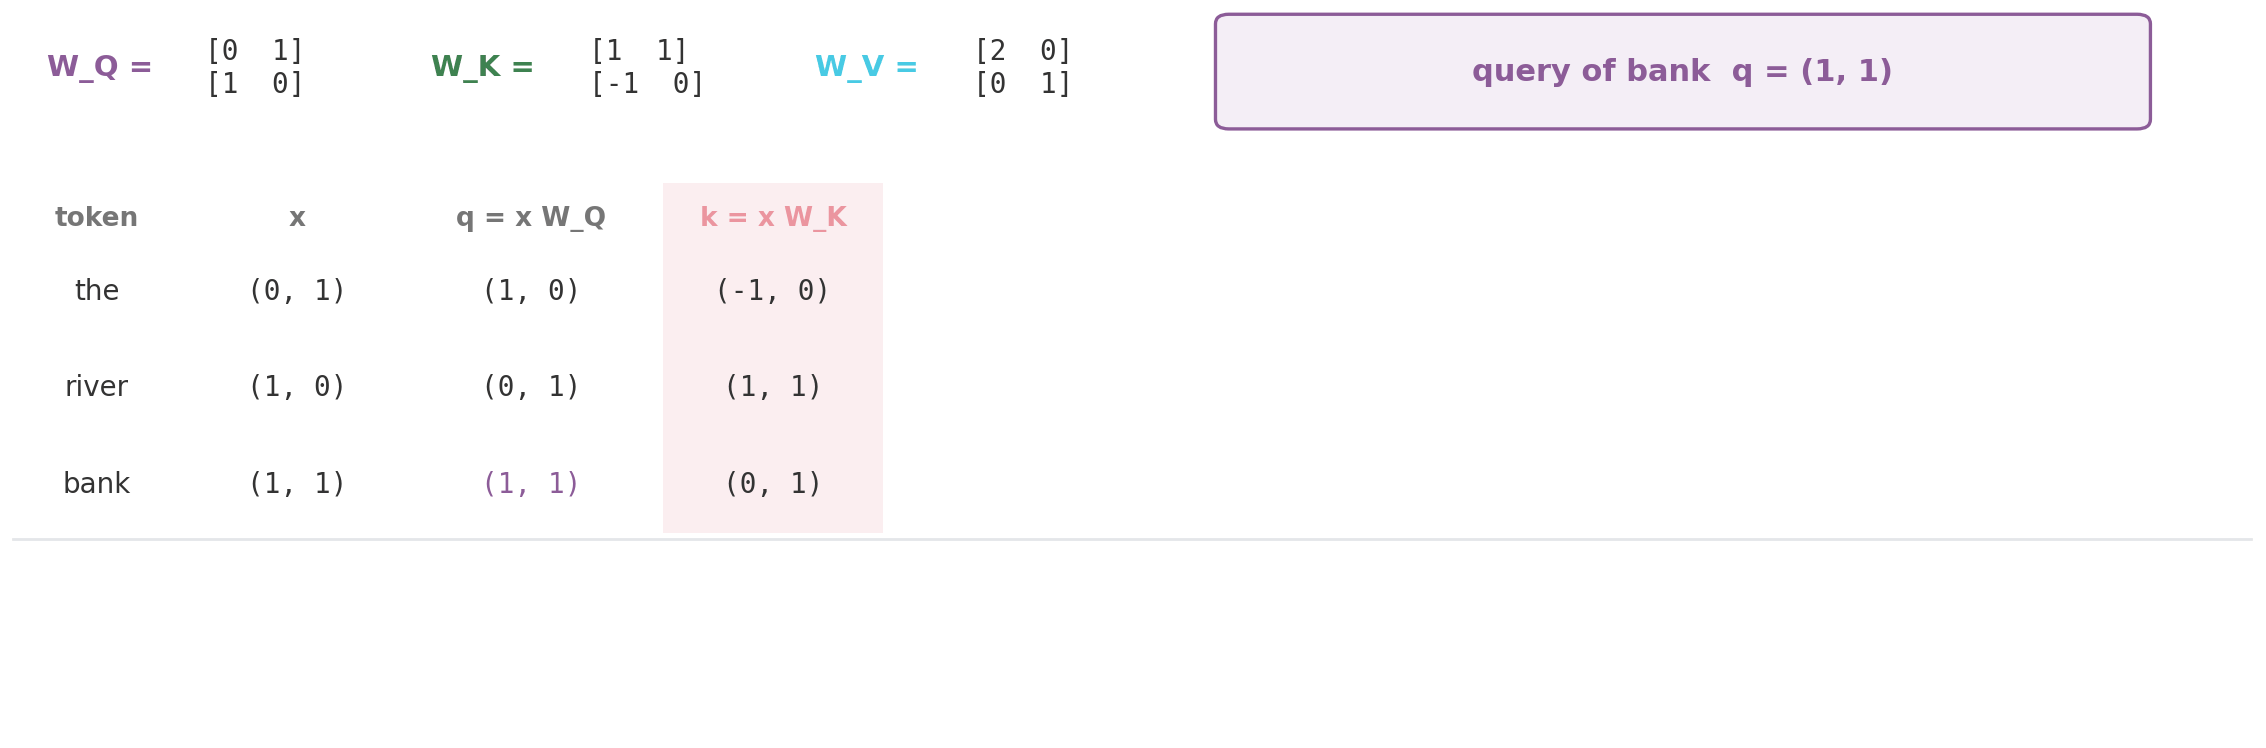 W_Q = [0  1]
[1  0]
W_K = [1  1]
[-1  0]
W_V = [2  0]
[0  1]
query of bank  q = (1, 1)
token x q = x W_Q k = x W_K
the (0, 1) (1, 0) (-1, 0)
river (1, 0) (0, 1) (1, 1)
bank (1, 1) (1, 1) (0, 1)